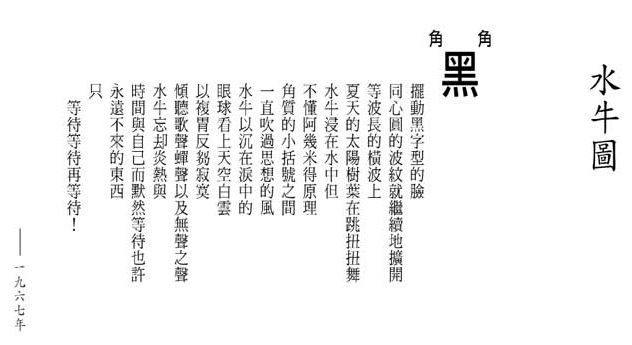 水牛圖
角　角
黑
擺動黑字型的臉
同心圓的波紋就繼續地擴開
等波長的橫波上
夏天的太陽樹葉在跳扭扭舞
水牛浸在水中但
不懂阿幾米得原理
角質的小括號之間
一直吹過思想的風
水牛以沉在淚中的
眼球看上天空白雲
以複胃反芻寂寞
傾聽歌聲蟬聲以及無聲之聲
水牛忘却炎熱與
時間與自己而默然等待也許
永遠不來的東西
只
等待等待再等待！
——一九六七年